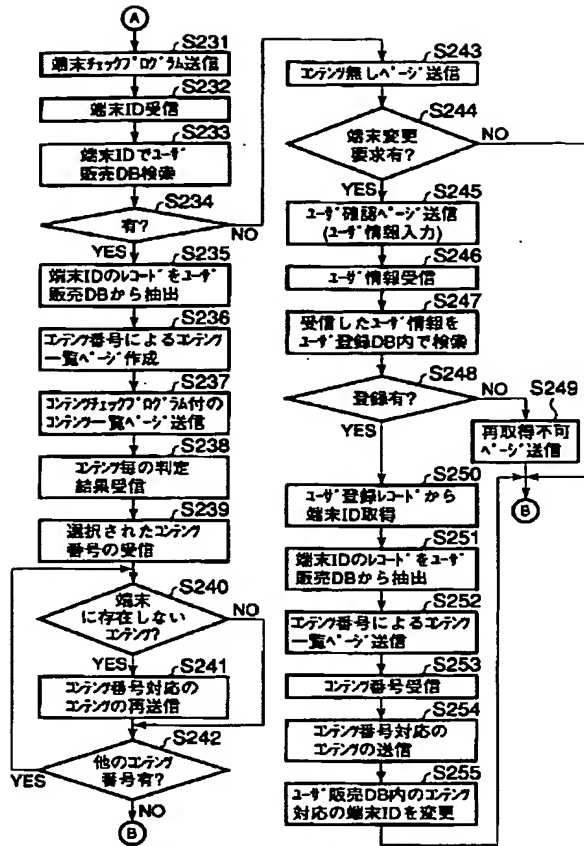 A
S231
端末チェックプログラム送信
S232
端末ID受信
S233
端末IDでユーザ
販売DB検索
S234
有?
NO
YES
S235
端末IDのレコードをユーザ
販売DBから抽出
S236
コンテンツ番号によるコンテンツ
一覧ページ作成
S237
コンテンツチェックプログラム付の
コンテンツ一覧ページ
送信
S238
コンテンツ毎の判定
結果受信
S239
選択されたコンテンツ
番号の受信
S240
端末
に存在しない
コンテンツ?
NO
YES
S241
コンテンツ番号対応の
コンテンツの再送信
S242
他のコンテンツ
番号有?
YES
NO
B
S243
コンテンツ無しページ送信
S244
端末変更
要求有?
NO
YES
S245
ユーザ確認ページ送信
(ユーザ情報入力)
S246
ユーザ情報受信
S247
受信したユーザ情報を
ユーザ登録DB内で検索
S248
登録有?
NO
YES
S249
再取得不可
ページ送信
B
S250
ユーザ登録レコードから
端末ID取得
S251
端末IDのレコードをユーザ
販売DBから抽出
S252
コンテンツ番号によるコンテンツ
一覧ページ送信
S253
コンテンツ番号受信
S254
コンテンツ番号対応の
コンテンツの送信
S255
ユーザ販売DB内のコンテンツ
対応の端末IDを変更